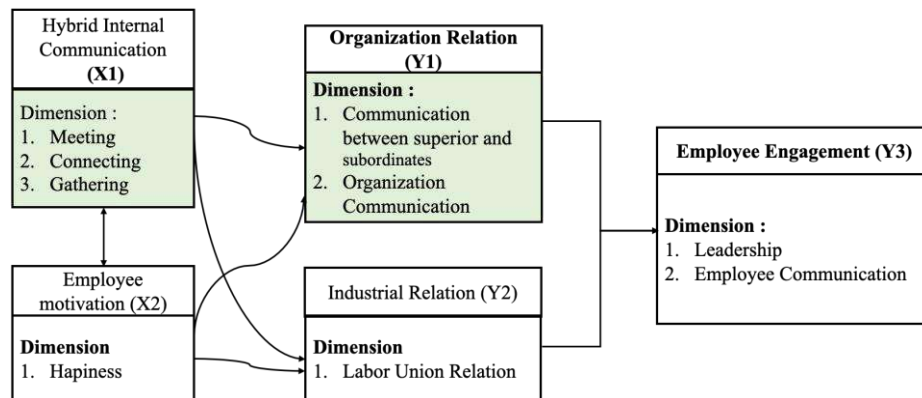 Hybrid Internal
Communication
(X1)
Dimension :
1. Meeting
2. Connecting
3. Gathering
Employee
motivation (X2)
Dimension
1. Hapiness
Organization Relation
(Y1)
Dimension :
1. Communication
between superior and
subordinates
2. Organization
Communication
Industrial Relation (Y2)
Dimension
1. Labor Union Relation
Employee Engagement (Y3)
Dimension :
1. Leadership
2. Employee Communication